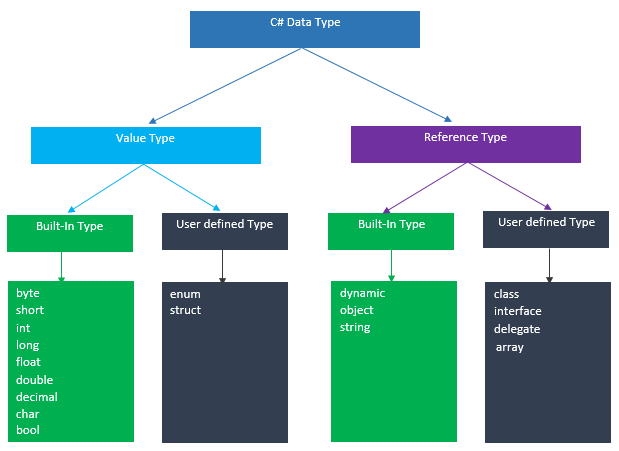 C# Data Type
Value Type
Reference Type
Built-In Type
User defined Type
Built-In Type
User defined Type
byte
short
int
long
float
double
decimal
char
bool
enum
struct
dynamic
object
string
class
interface
delegate
array